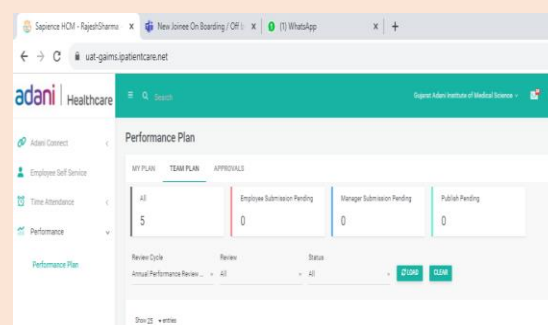 Sapience HCM - RajeshSharma
New Joinee On Boarding / Off b
(1) WhatsApp
uat-gaims.ipatientcare.net
adani Healthcare
Search
Gujarat Adani Institute of Medical Science
Adani Connect
Employee Self Service
Time Attendance
Performance
Performance Plan
Performance Plan
MY PLAN TEAM PLAN APPROVALS
All Employee Submission Pending Manager Submission Pending Publish Pending
5 0 0 0
Review Cycle Review Status
Annual Performance Review ... All All LOAD CLEAR
Show 25 entries